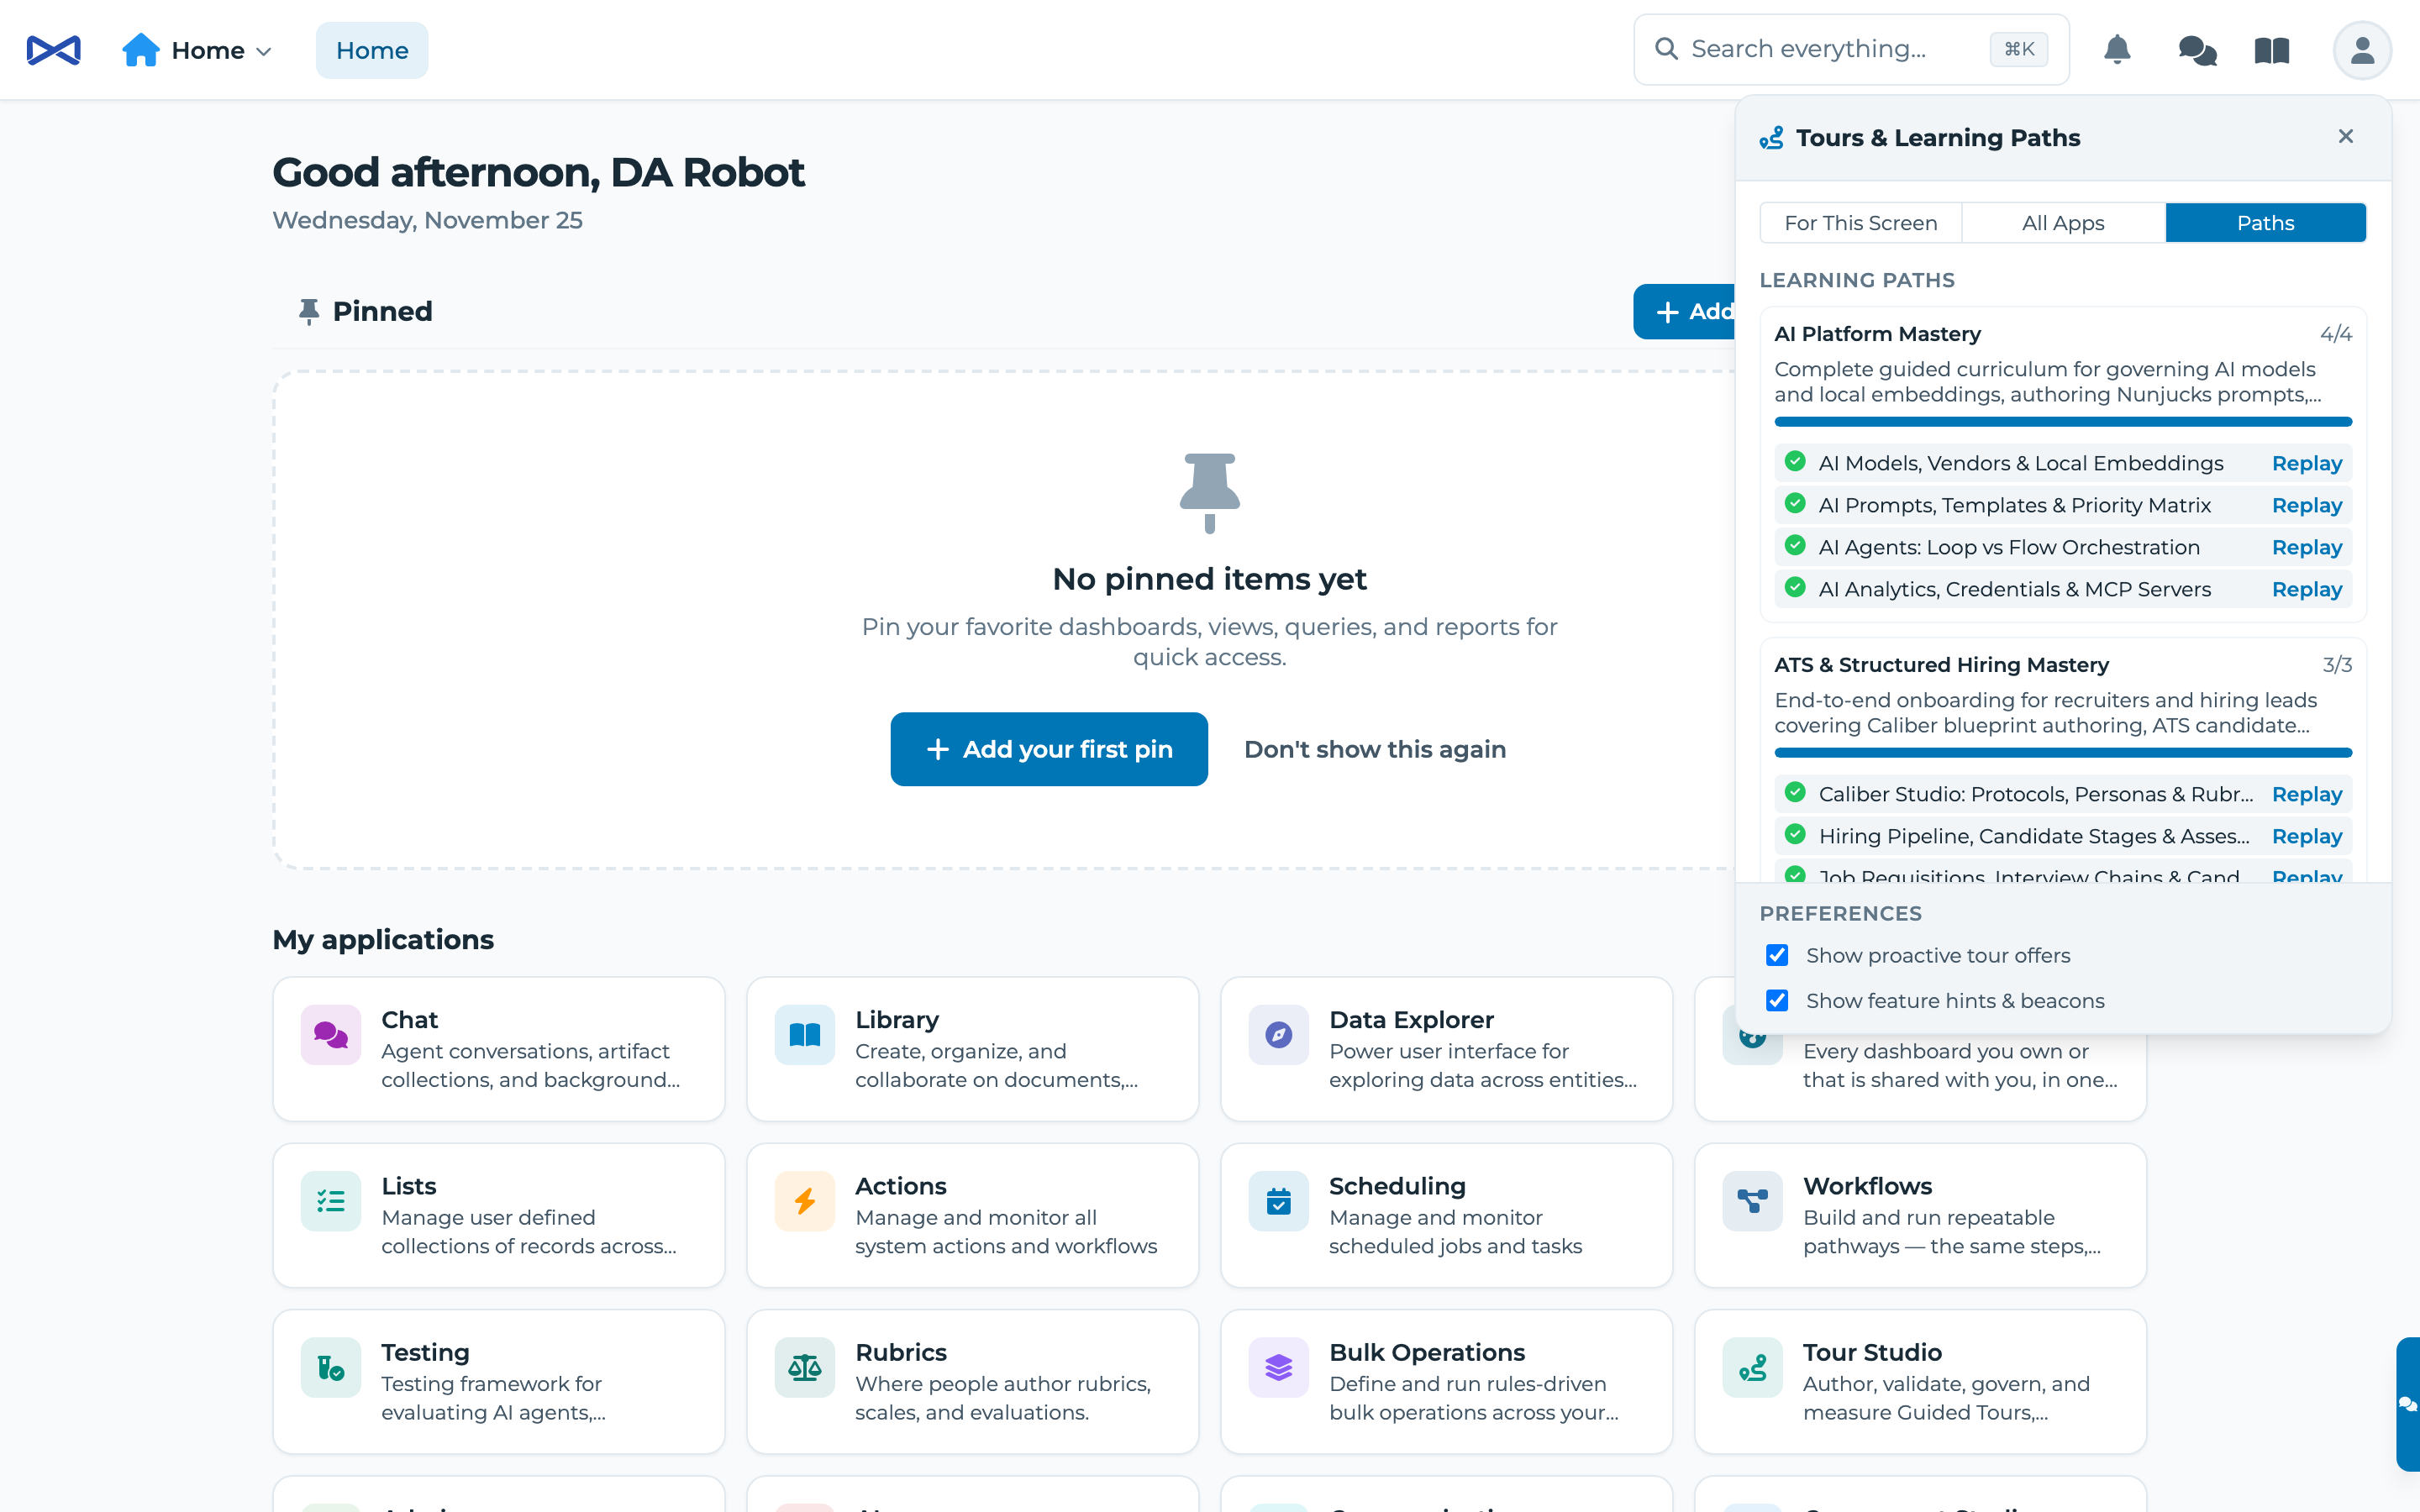 Home
Home
Search everything...
⌘K
Good afternoon, DA Robot
Wednesday, November 25
Pinned
Add
No pinned items yet
Pin your favorite dashboards, views, queries, and reports for
quick access.
Add your first pin
Don't show this again
Tours & Learning Paths
For This Screen
All Apps
Paths
LEARNING PATHS
AI Platform Mastery
4/4
Complete guided curriculum for governing AI models
and local embeddings, authoring Nunjucks prompts,...
AI Models, Vendors & Local Embeddings
Replay
AI Prompts, Templates & Priority Matrix
Replay
AI Agents: Loop vs Flow Orchestration
Replay
AI Analytics, Credentials & MCP Servers
Replay
ATS & Structured Hiring Mastery
3/3
End-to-end onboarding for recruiters and hiring leads
covering Caliber blueprint authoring, ATS candidate...
Caliber Studio: Protocols, Personas & Rubr...
Replay
Hiring Pipeline, Candidate Stages & Asses...
Replay
Job Requisitions, Interview Chains & Cand
Replay
PREFERENCES
Show proactive tour offers
Show feature hints & beacons
My applications
Chat
Agent conversations, artifact
collections, and background...
Library
Create, organize, and
collaborate on documents,...
Data Explorer
Power user interface for
exploring data across entities...
Every dashboard you own or
that is shared with you, in one...
Lists
Manage user defined
collections of records across...
Actions
Manage and monitor all
system actions and workflows
Scheduling
Manage and monitor
scheduled jobs and tasks
Workflows
Build and run repeatable
pathways — the same steps,...
Testing
Testing framework for
evaluating AI agents,...
Rubrics
Where people author rubrics,
scales, and evaluations.
Bulk Operations
Define and run rules-driven
bulk operations across your...
Tour Studio
Author, validate, govern, and
measure Guided Tours,...